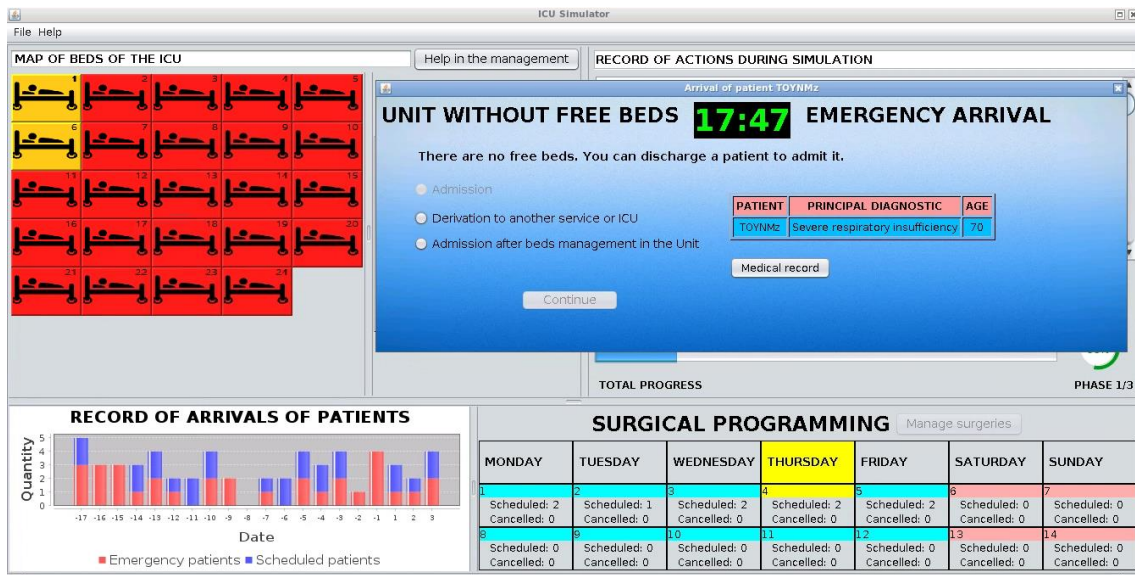 ICU Simulator
File Help
MAP OF BEDS OF THE ICU
Help in the management
RECORD OF ACTIONS DURING SIMULATION
1 2 3 4 5
6 7 8 9 10
11 12 13 14 15
16 17 18 19 20
21 22 23 24
Arrival of patient TOYNMz
UNIT WITHOUT FREE BEDS 17:47 EMERGENCY ARRIVAL
There are no free beds. You can discharge a patient to admit it.
Admission
Derivation to another service or ICU
Admission after beds management in the Unit
PATIENT PRINCIPAL DIAGNOSTIC AGE
TOYNMz Severe respiratory insufficiency 70
Medical record
Continue
TOTAL PROGRESS
PHASE 1/3
RECORD OF ARRIVALS OF PATIENTS
Quantity
5
4
3
2
1
0
-17 -16 -15 -14 -13 -12 -11 -10 -9 -8 -7 -6 -5 -4 -3 -2 -1 1 2 3
Date
Emergency patients Scheduled patients
SURGICAL PROGRAMMING Manage surgeries
MONDAY TUESDAY WEDNESDAY THURSDAY FRIDAY SATURDAY SUNDAY
1 2 3 4 5 6 7
Scheduled: 2 Scheduled: 1 Scheduled: 2 Scheduled: 2 Scheduled: 2 Scheduled: 0 Scheduled: 0
Cancelled: 0 Cancelled: 0 Cancelled: 0 Cancelled: 0 Cancelled: 0 Cancelled: 0 Cancelled: 0
8 9 10 11 12 13 14
Scheduled: 0 Scheduled: 0 Scheduled: 0 Scheduled: 0 Scheduled: 0 Scheduled: 0 Scheduled: 0
Cancelled: 0 Cancelled: 0 Cancelled: 0 Cancelled: 0 Cancelled: 0 Cancelled: 0 Cancelled: 0